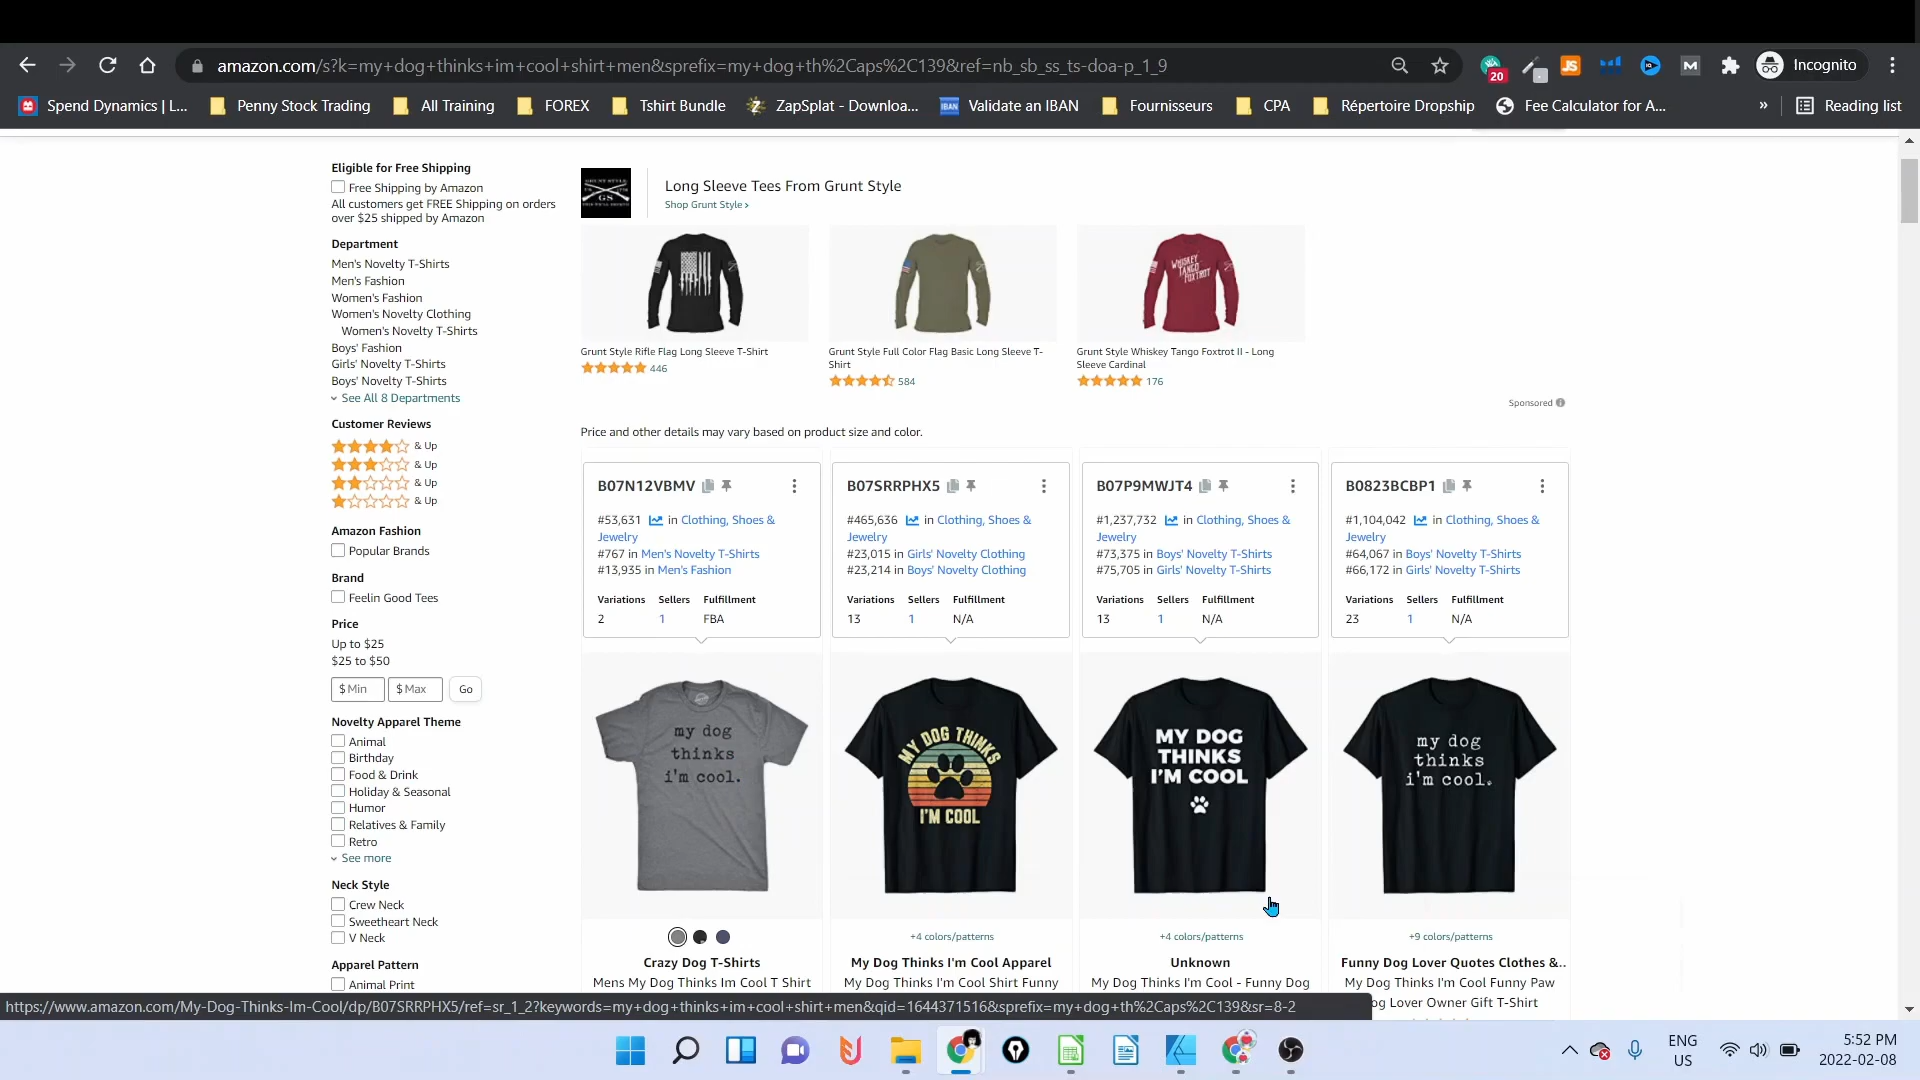 amazon.com/s?k=my+dog+thinks+im+cool+shirt+men&sprefix=my+dog+th%2Caps%2C139&ref=nb_sb_ss_ts-doa-p_1_9
20
JS
M
Incognito
Spend Dynamics | L...
Penny Stock Trading
All Training
FOREX
Tshirt Bundle
ZapSplat - Downloa...
IBAN
Validate an IBAN
Fournisseurs
CPA
Répertoire Dropship
Fee Calculator for A...
»
Reading list
Eligible for Free Shipping
Free Shipping by Amazon
All customers get FREE Shipping on orders
over $25 shipped by Amazon
Department
Men's Novelty T-Shirts
Men's Fashion
Women's Fashion
Women's Novelty Clothing
Women's Novelty T-Shirts
Boys' Fashion
Girls' Novelty T-Shirts
Boys' Novelty T-Shirts
See All 8 Departments
Customer Reviews
& Up
& Up
& Up
& Up
Amazon Fashion
Popular Brands
Brand
Feelin Good Tees
Price
Up to $25
$25 to $50
$ Min
$ Max
Go
Novelty Apparel Theme
Animal
Birthday
Food & Drink
Holiday & Seasonal
Humor
Relatives & Family
Retro
See more
Neck Style
Crew Neck
Sweetheart Neck
V Neck
Apparel Pattern
Animal Print
GRUNT STYLE
GS
Long Sleeve Tees From Grunt Style
Shop Grunt Style ›
WHISKEY
TANGO
FOXTROT
Grunt Style Rifle Flag Long Sleeve T-Shirt
446
Grunt Style Full Color Flag Basic Long Sleeve T-
Shirt
584
Grunt Style Whiskey Tango Foxtrot II - Long
Sleeve Cardinal
176
Sponsored
Price and other details may vary based on product size and color.
B07N12VBMV
#53,631 in Clothing, Shoes &
Jewelry
#767 in Men's Novelty T-Shirts
#13,935 in Men's Fashion
Variations Sellers Fulfillment
2 1 FBA
B07SRRPHX5
#465,636 in Clothing, Shoes &
Jewelry
#23,015 in Girls' Novelty Clothing
#23,214 in Boys' Novelty Clothing
Variations Sellers Fulfillment
13 1 N/A
B07P9MWJT4
#1,237,732 in Clothing, Shoes &
Jewelry
#73,375 in Boys' Novelty T-Shirts
#75,705 in Girls' Novelty T-Shirts
Variations Sellers Fulfillment
13 1 N/A
B0823BCBP1
#1,104,042 in Clothing, Shoes &
Jewelry
#64,067 in Boys' Novelty T-Shirts
#66,172 in Girls' Novelty T-Shirts
Variations Sellers Fulfillment
23 1 N/A
my dog
thinks
i'm cool.
MY DOG THINKS
I'M COOL
MY DOG
THINKS
I'M COOL
my dog
thinks
i'm cool.
+4 colors/patterns
+4 colors/patterns
+9 colors/patterns
Crazy Dog T-Shirts
Mens My Dog Thinks Im Cool T Shirt
My Dog Thinks I'm Cool Apparel
My Dog Thinks I'm Cool Shirt Funny
Unknown
My Dog Thinks I'm Cool - Funny Dog
Funny Dog Lover Quotes Clothes &..
My Dog Thinks I'm Cool Funny Paw
og Lover Owner Gift T-Shirt
https://www.amazon.com/My-Dog-Thinks-Im-Cool/dp/B07SRRPHX5/ref=sr_1_2?keywords=my+dog+thinks+im+cool+shirt+men&qid=1644371516&sprefix=my+dog+th%2Caps%2C139&sr=8-2
ENG
US
5:52 PM
2022-02-08